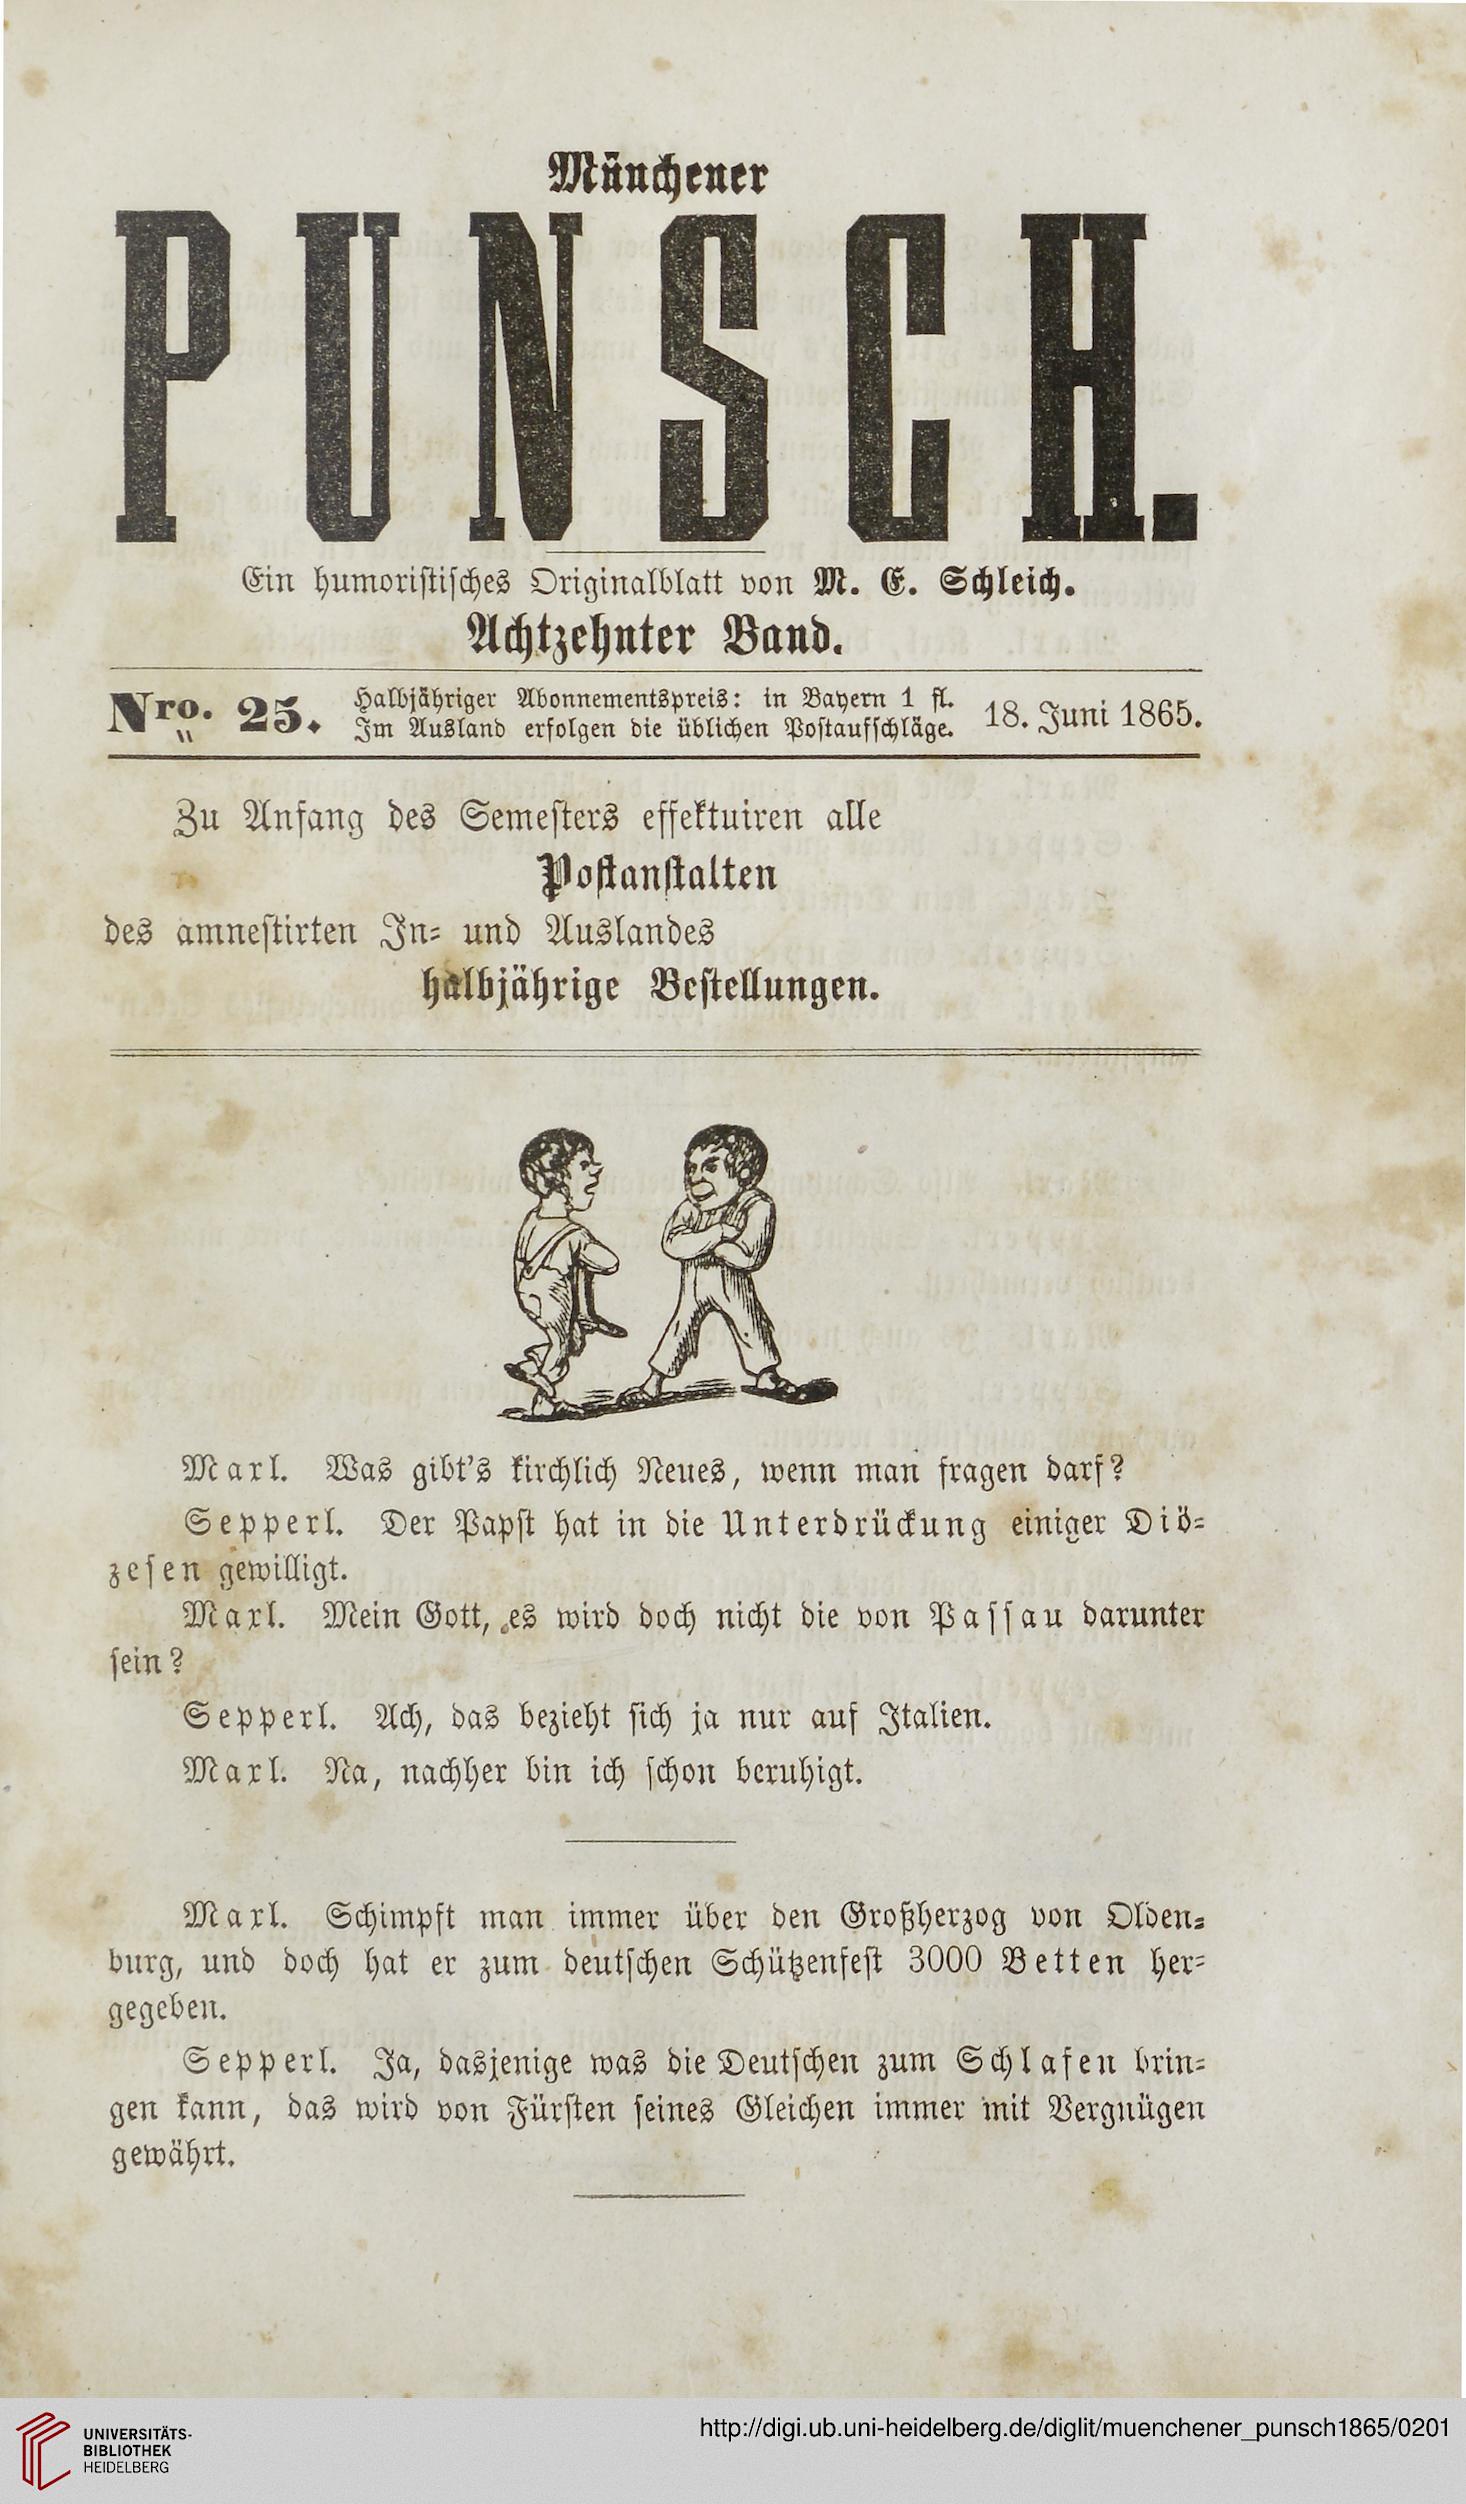 Münchener
PUNSCH.
Ein humoristisches Originalblatt von M. E. Schleich.
Achtzehnter Band.
Nro. 25.
Halbjähriger Abonnementspreis: in Bayern 1 fl.
Im Ausland erfolgen die üblichen Postaufschläge.
18. Juni 1865.
Zu Anfang des Semesters effektuiren alle
Postanstalten
des amnestirten In- und Auslandes
halbjährige Bestellungen.
Maxl. Was gibt's kirchlich Neues, wenn man fragen darf?
Sepperl. Der Papst hat in die Unterdrückung einiger Diö-
zesen gewilligt.
Maxl. Mein Gott, es wird doch nicht die von Passau darunter
sein?
Sepperl. Ach, das bezieht sich ja nur auf Italien.
Maxl. Na, nachher bin ich schon beruhigt.
Maxl. Schimpft man immer über den Großherzog von Olden-
burg, und doch hat er zum deutschen Schützenfest 3000 Betten her-
gegeben.
Sepperl. Ja, dasjenige was die Deutschen zum Schlafen brin-
gen kann, das wird von Fürsten seines Gleichen immer mit Vergnügen
gewährt.
UNIVERSITÄTS-
BIBLIOTHEK
HEIDELBERG
http://digi.ub.uni-heidelberg.de/diglit/muenchener_punsch1865/0201